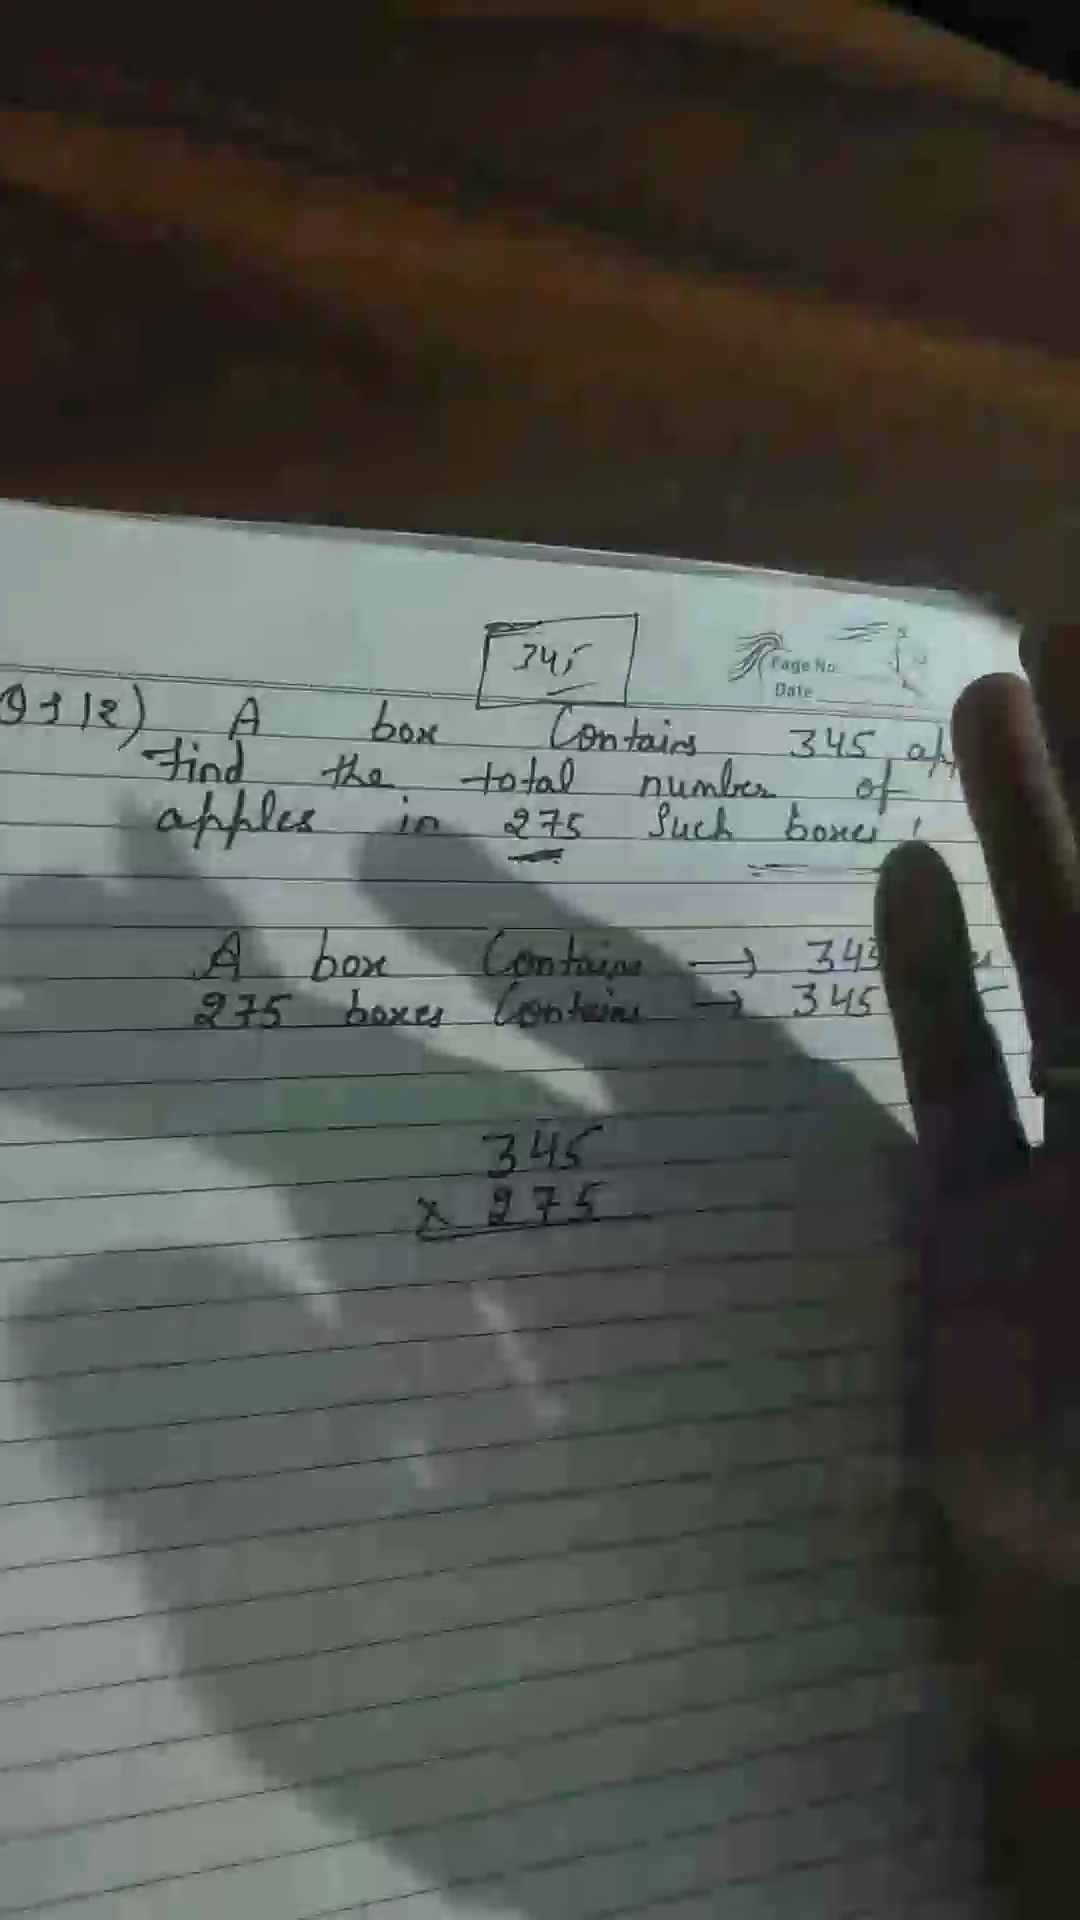 345
Page No.
Date
12) A box Contains 345
find the total number of
apples in 275 Such boxes
A box Contains → 345
275 boxes Contains → 345
345
× 275